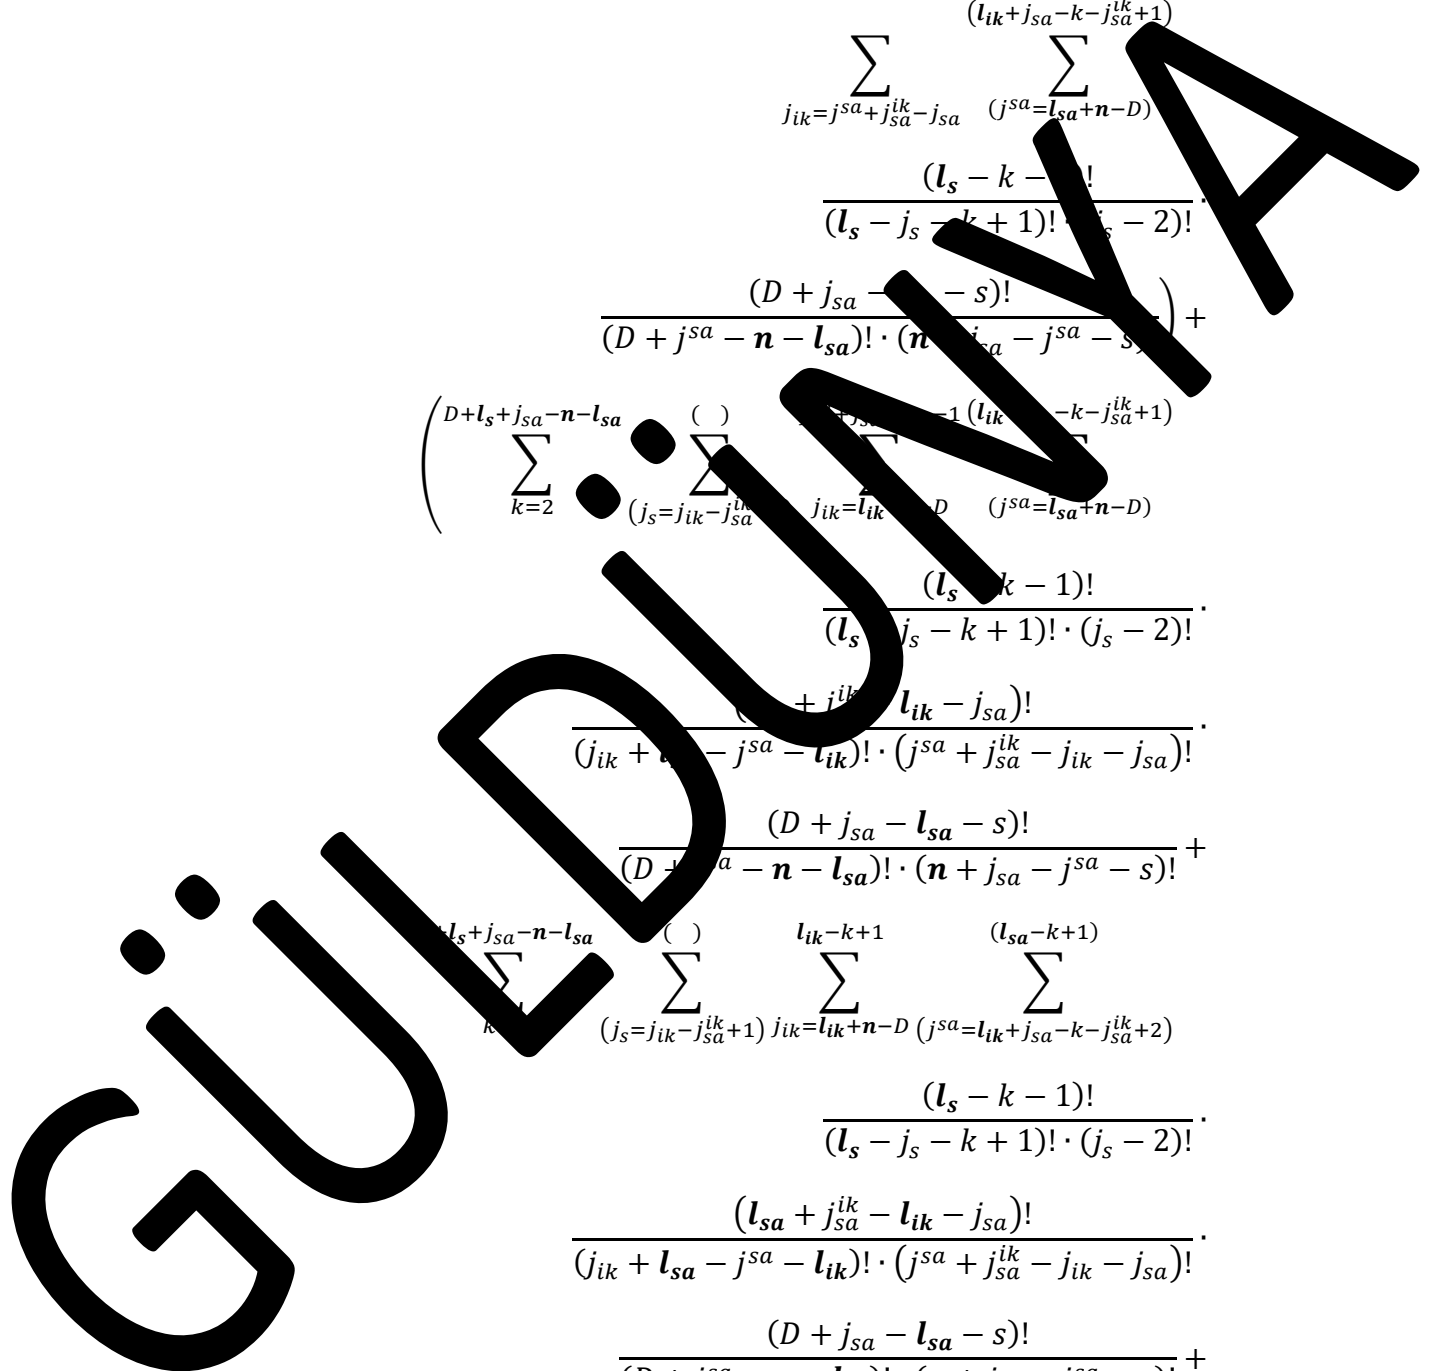 (l_ik+j_sa−k−j_sa^ik+1)
∑ ∑
j_ik=j^sa+j_sa^ik−j_sa (j^sa=l_sa+n−D)
(l_s − k − )!
(l_s − j_s − k + 1)! · (j_s − 2)! ·
(D + j_sa − − s)!
(D + j^sa − n − l_sa)! · (n j_sa − j^sa − s) ) +
( D+l_s+j_sa−n−l_sa ( ) −1 (l_ik −k−j_sa^ik+1)
∑ ∑ ∑
k=2 (j_s=j_ik−j_sa^ik j_ik=l_ik D (j^sa=l_sa+n−D)
(l_s k − 1)!
(l_s j_s − k + 1)! · (j_s − 2)! ·
( + j^ik l_ik − j_sa)!
(j_ik + − j^sa − l_ik)! · (j^sa + j_sa^ik − j_ik − j_sa)! ·
(D + j_sa − l_sa − s)!
(D + − n − l_sa)! · (n + j_sa − j^sa − s)! +
+l_s+j_sa−n−l_sa ( ) l_ik−k+1 (l_sa−k+1)
∑ ∑ ∑ ∑
k (j_s=j_ik−j_sa^ik+1) j_ik=l_ik+n−D (j^sa=l_ik+j_sa−k−j_sa^ik+2)
(l_s − k − 1)!
(l_s − j_s − k + 1)! · (j_s − 2)! ·
(l_sa + j_sa^ik − l_ik − j_sa)!
(j_ik + l_sa − j^sa − l_ik)! · (j^sa + j_sa^ik − j_ik − j_sa)! ·
(D + j_sa − l_sa − s)!
+
GÜLDÜNYA